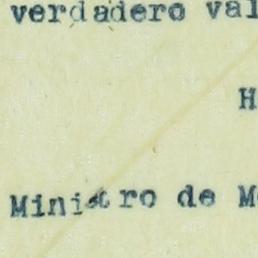 verdadero val
H
Ministro de M